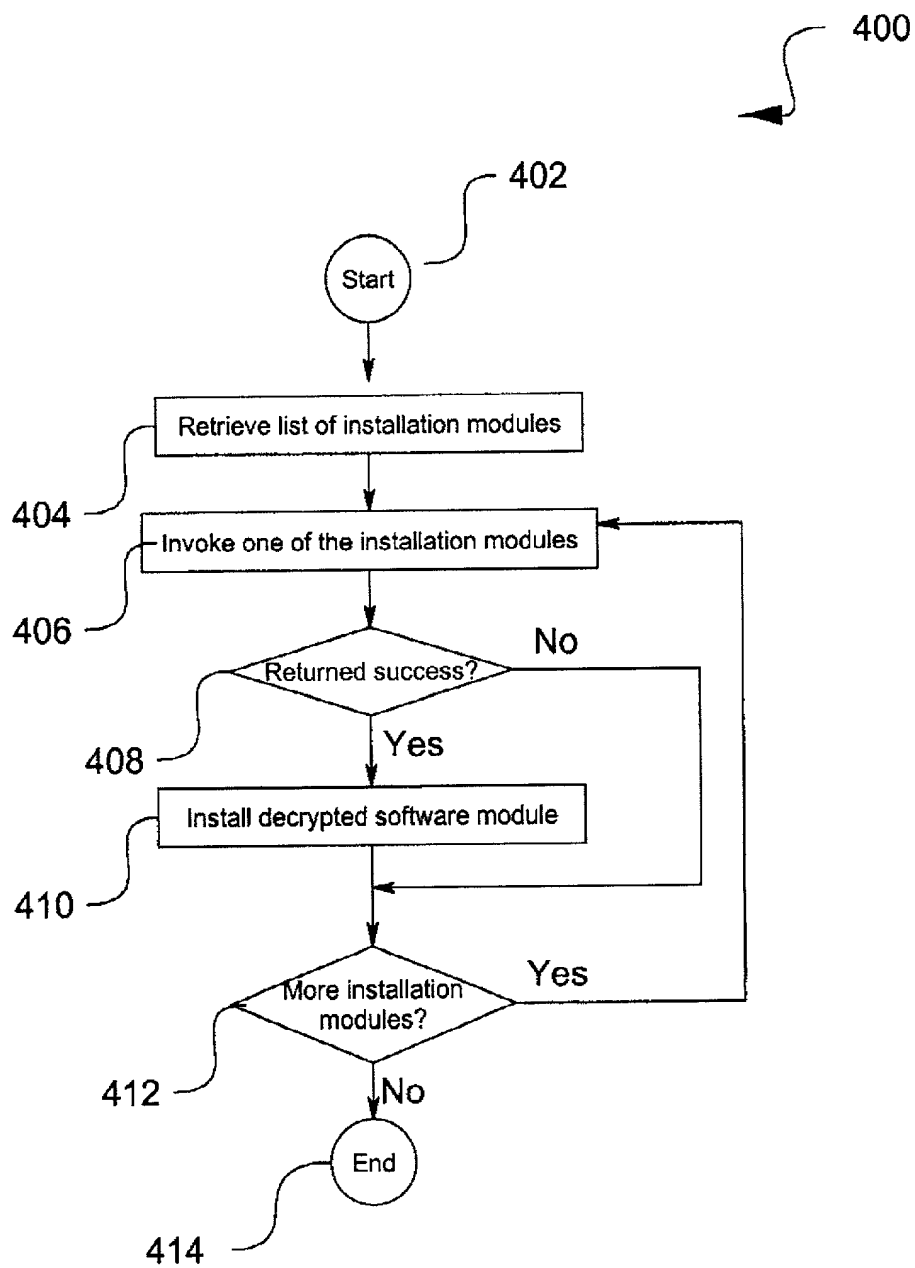 400
402
Start
Retrieve list of installation modules
404
Invoke one of the installation modules
406
No
Returned success?
408
Yes
Install decrypted software module
410
Yes
More installation
modules?
412
No
End
414